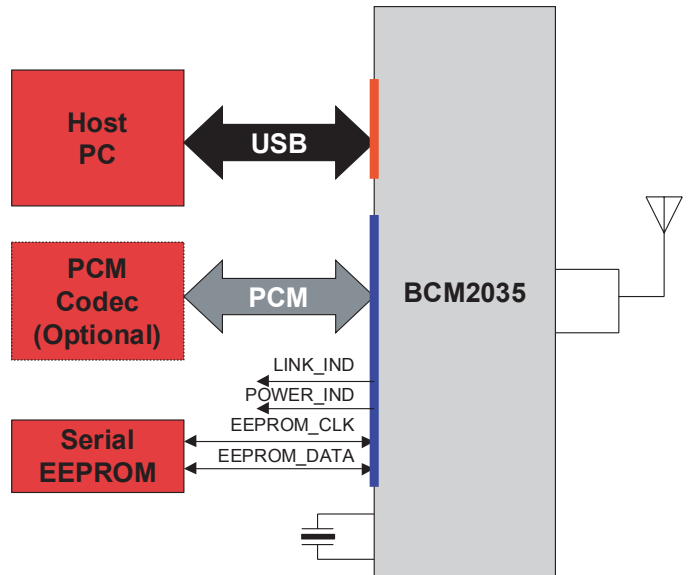 Host
PC
USB
PCM
Codec
(Optional)
PCM
BCM2035
LINK_IND
POWER_IND
EEPROM_CLK
EEPROM_DATA
Serial
EEPROM